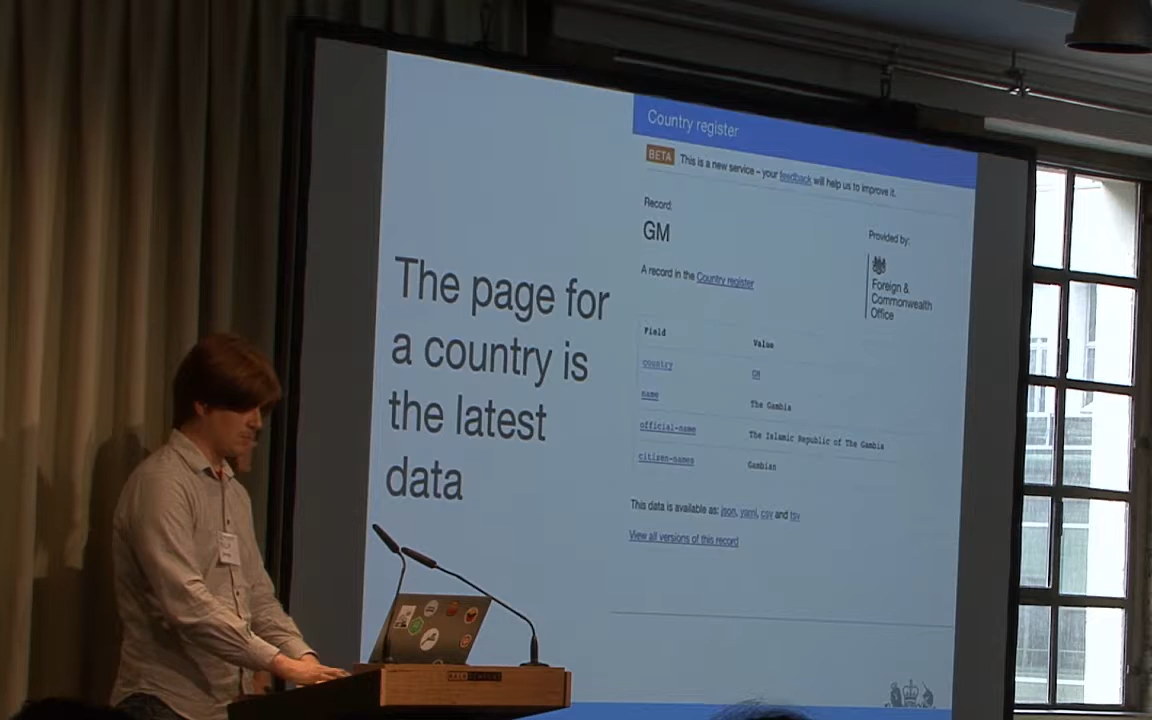 The page for
a country is
the latest
data
Country register
BETA This is a new service – your feedback will help us to improve it.
Record:
GM
Provided by:
Foreign &
Commonwealth
Office
A record in the Country register
Field Value
country GM
name The Gambia
official-name The Islamic Republic of The Gambia
citizen-names Gambian
This data is available as: json, yaml, csv and tsv
View all versions of this record